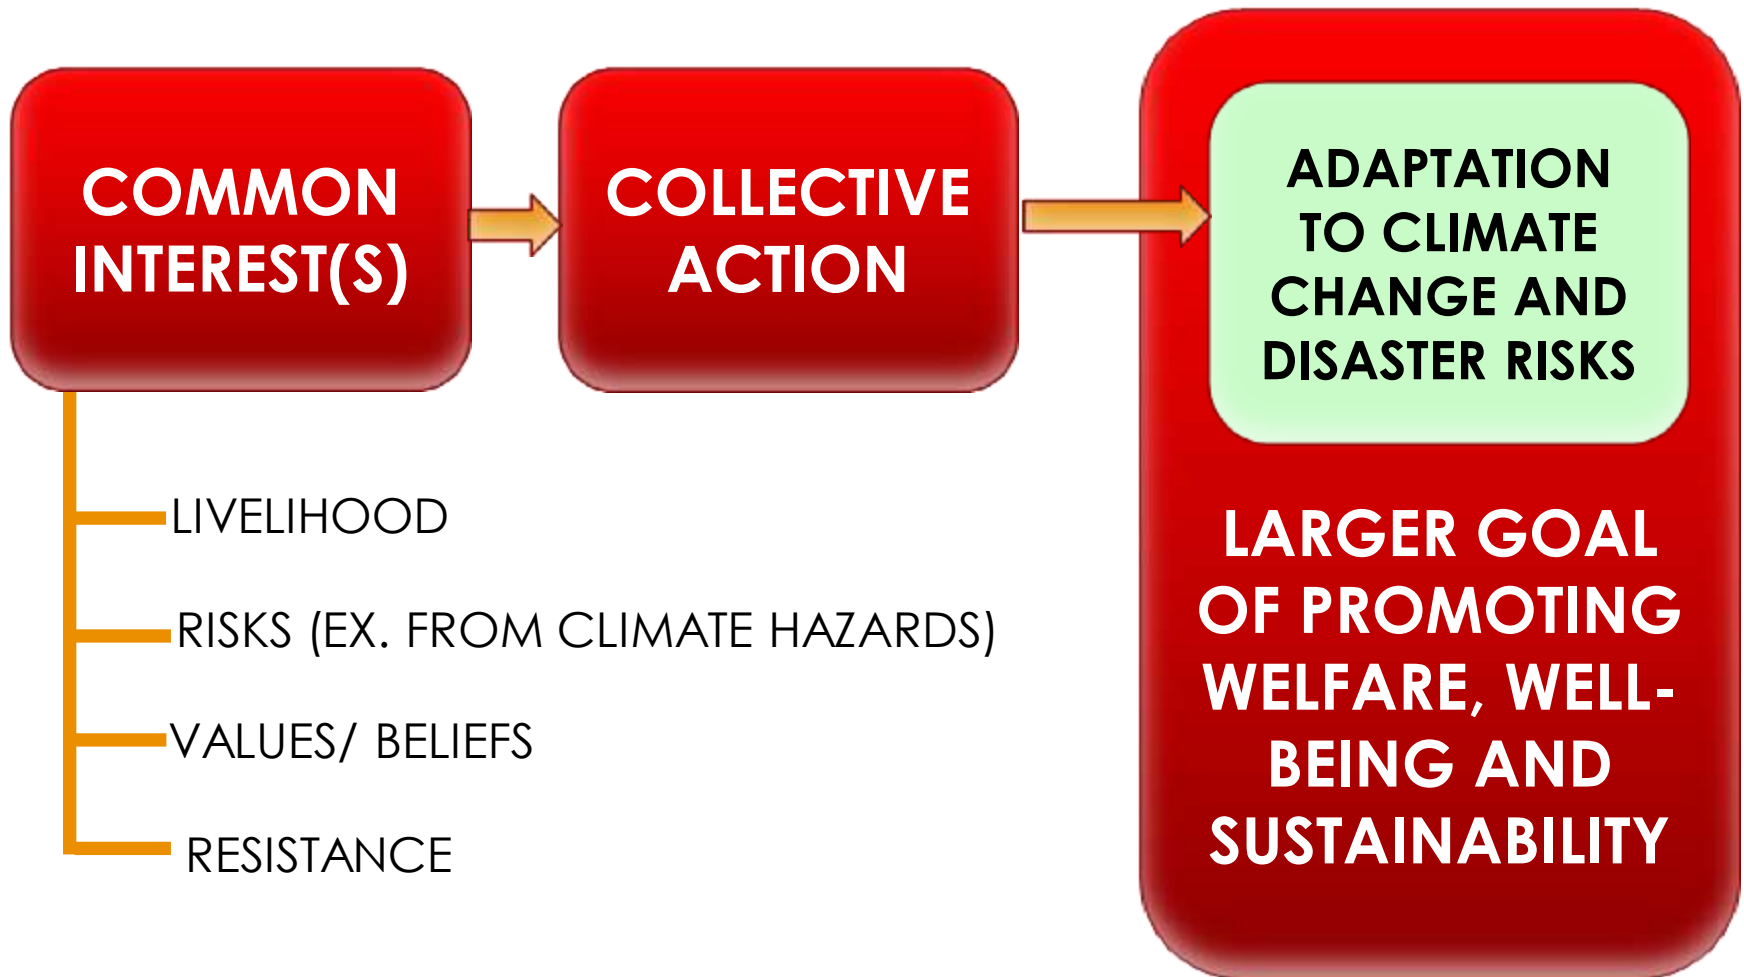 COMMON
INTEREST(S)
COLLECTIVE
ACTION
ADAPTATION
TO CLIMATE
CHANGE AND
DISASTER RISKS
LARGER GOAL
OF PROMOTING
WELFARE, WELL-
BEING AND
SUSTAINABILITY
LIVELIHOOD
RISKS (EX. FROM CLIMATE HAZARDS)
VALUES/ BELIEFS
RESISTANCE